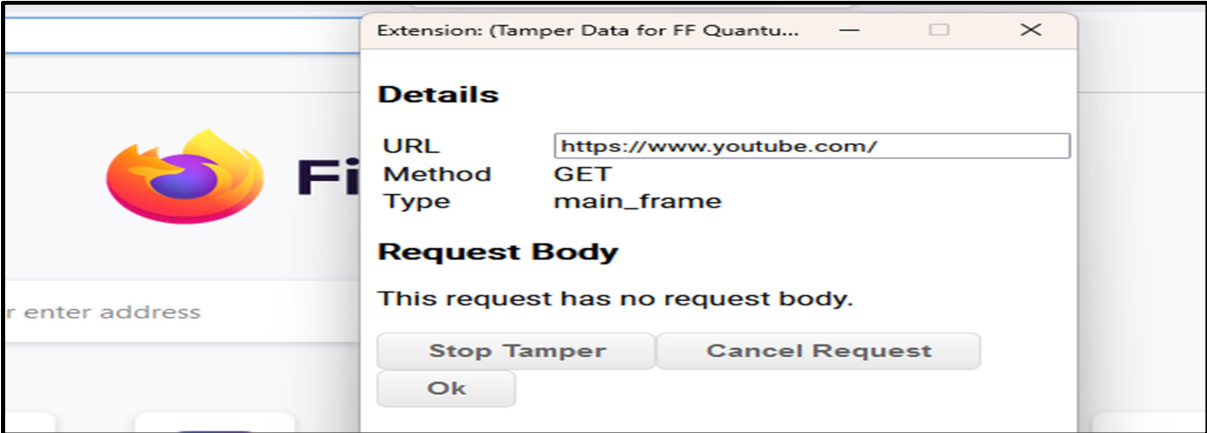 Extension: (Tamper Data for FF Quantu...
Details
URL https://www.youtube.com/
Method GET
Type main_frame
Fi
Request Body
This request has no request body.
r enter address
Stop Tamper Cancel Request
Ok